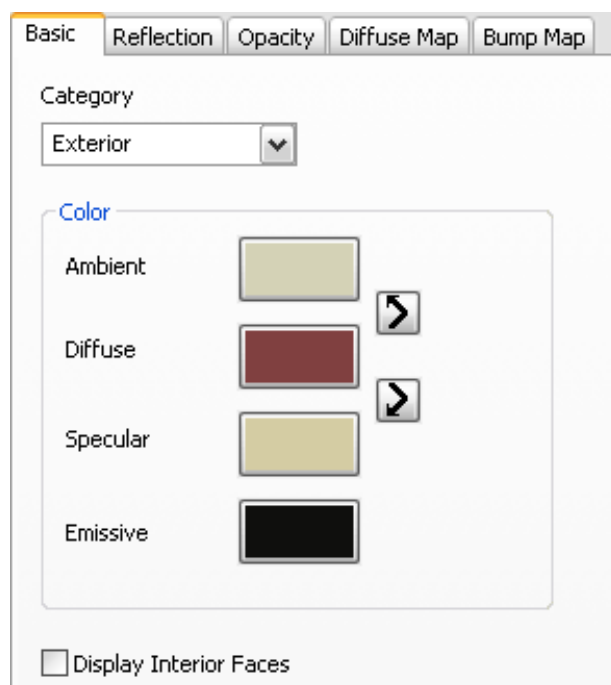 Basic Reflection Opacity Diffuse Map Bump Map
Category
Exterior
Color
Ambient
Diffuse
Specular
Emissive
Display Interior Faces